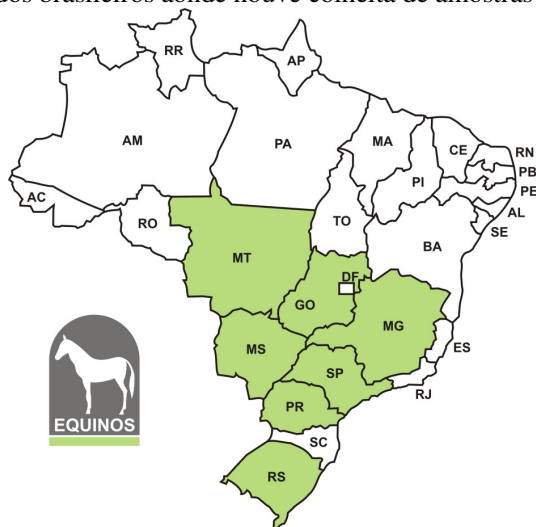 dos brasileiros aonde houve colheita de amostras
RR
AP
AM
PA
MA
CE
RN
PB
PE
AL
SE
PI
AC
RO
TO
BA
MT
DF
GO
MG
MS
ES
SP
RJ
PR
SC
RS
EQUINOS